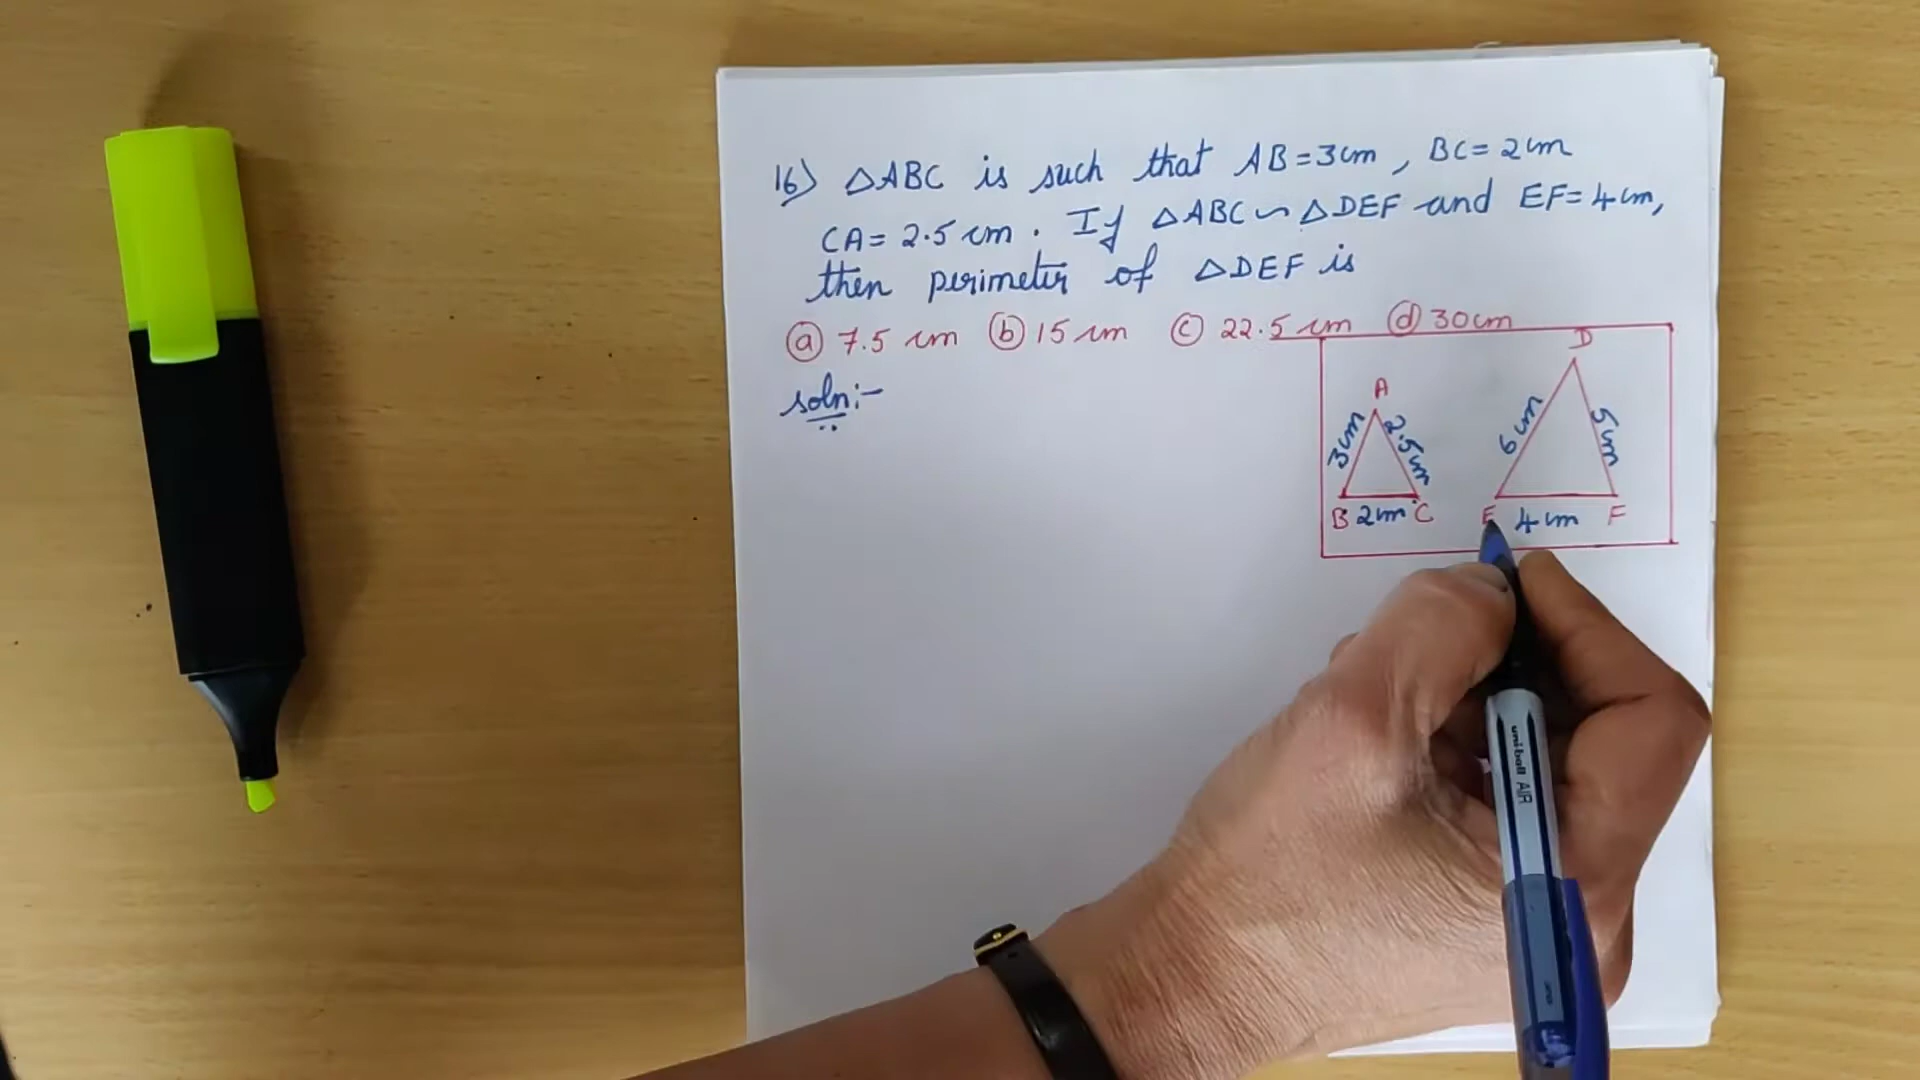 16) △ABC is such that AB=3cm, BC=2cm
CA=2.5 cm. If △ABC ∽ △DEF and EF=4cm,
then perimeter of △DEF is
ⓐ 7.5 cm ⓑ 15 cm ⓒ 22.5 cm ⓓ 30cm
soln:-
D
A
3cm 2.5cm 6cm 5cm
B 2cm C E 4cm F
uniball AIR